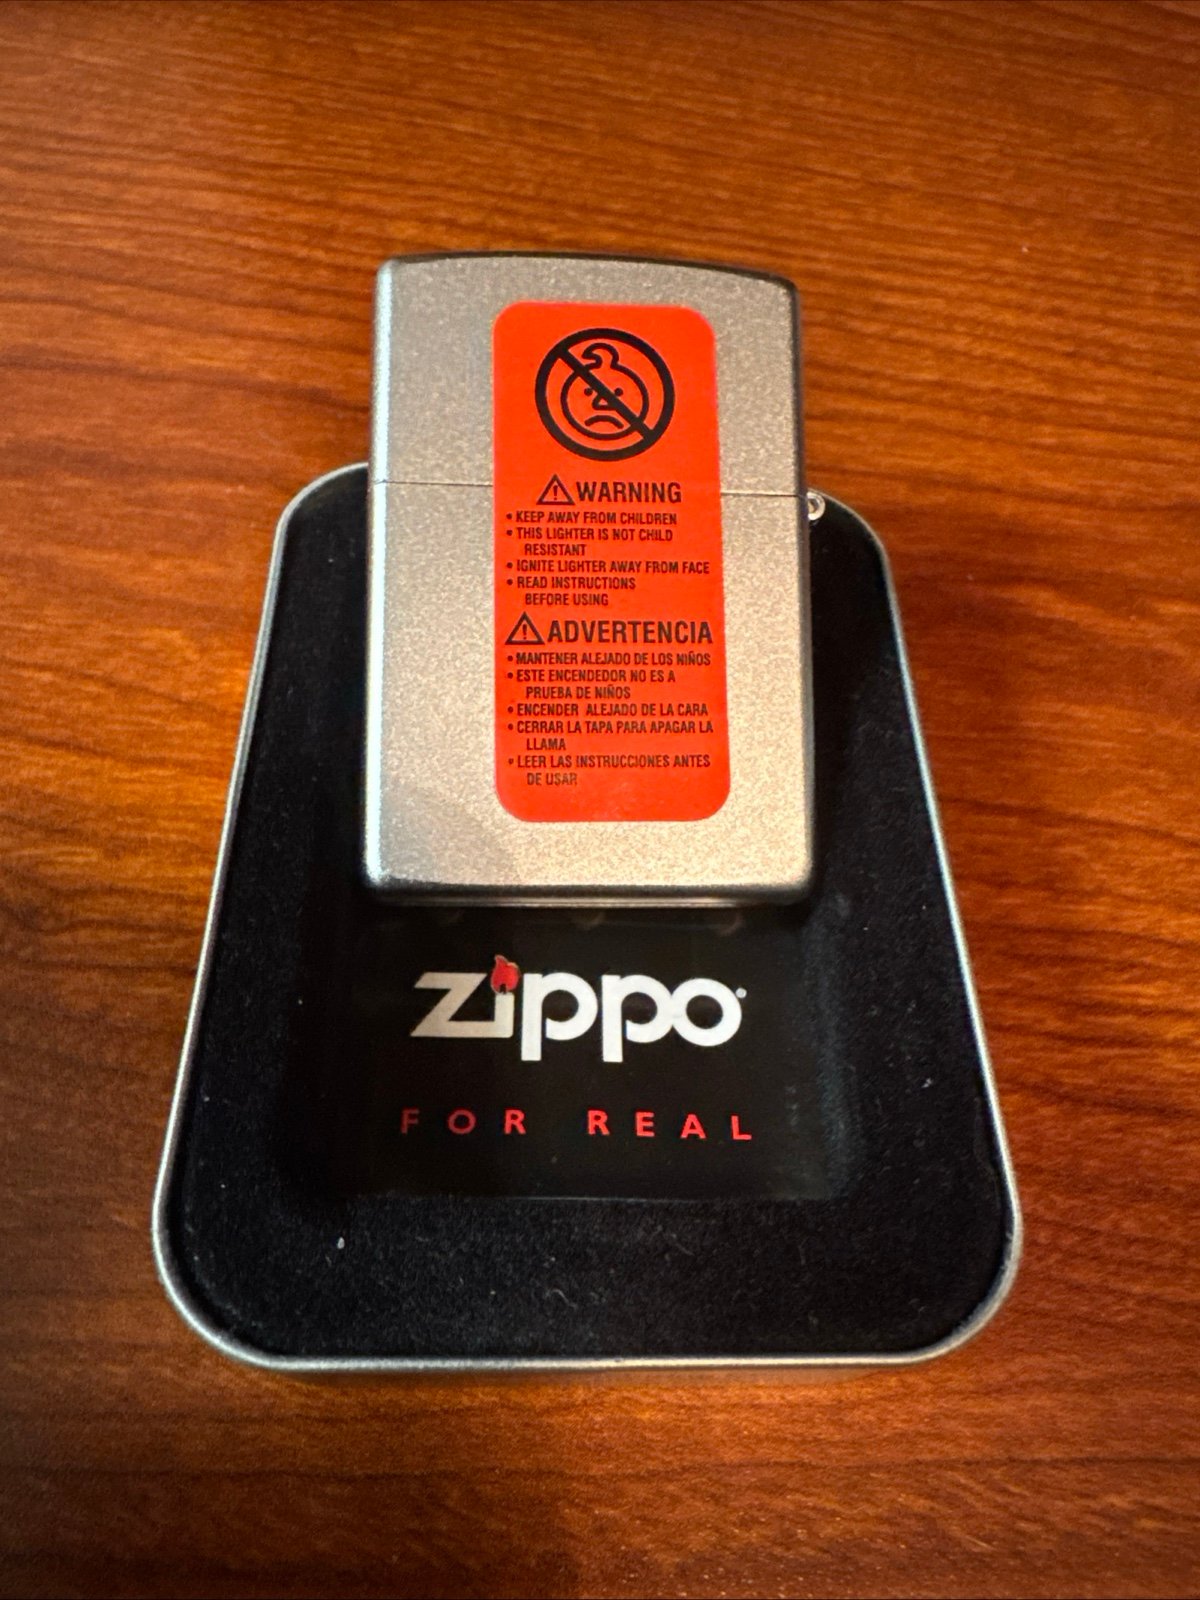 WARNING
• KEEP AWAY FROM CHILDREN
• THIS LIGHTER IS NOT CHILD
RESISTANT
• IGNITE LIGHTER AWAY FROM FACE
• READ INSTRUCTIONS
BEFORE USING
ADVERTENCIA
• MANTENER ALEJADO DE LOS NIÑOS
• ESTE ENCENDEDOR NO ES A
PRUEBA DE NIÑOS
• ENCENDER ALEJADO DE LA CARA
• CERRAR LA TAPA PARA APAGAR LA
LLAMA
• LEER LAS INSTRUCCIONES ANTES
DE USAR
zippo
FOR REAL